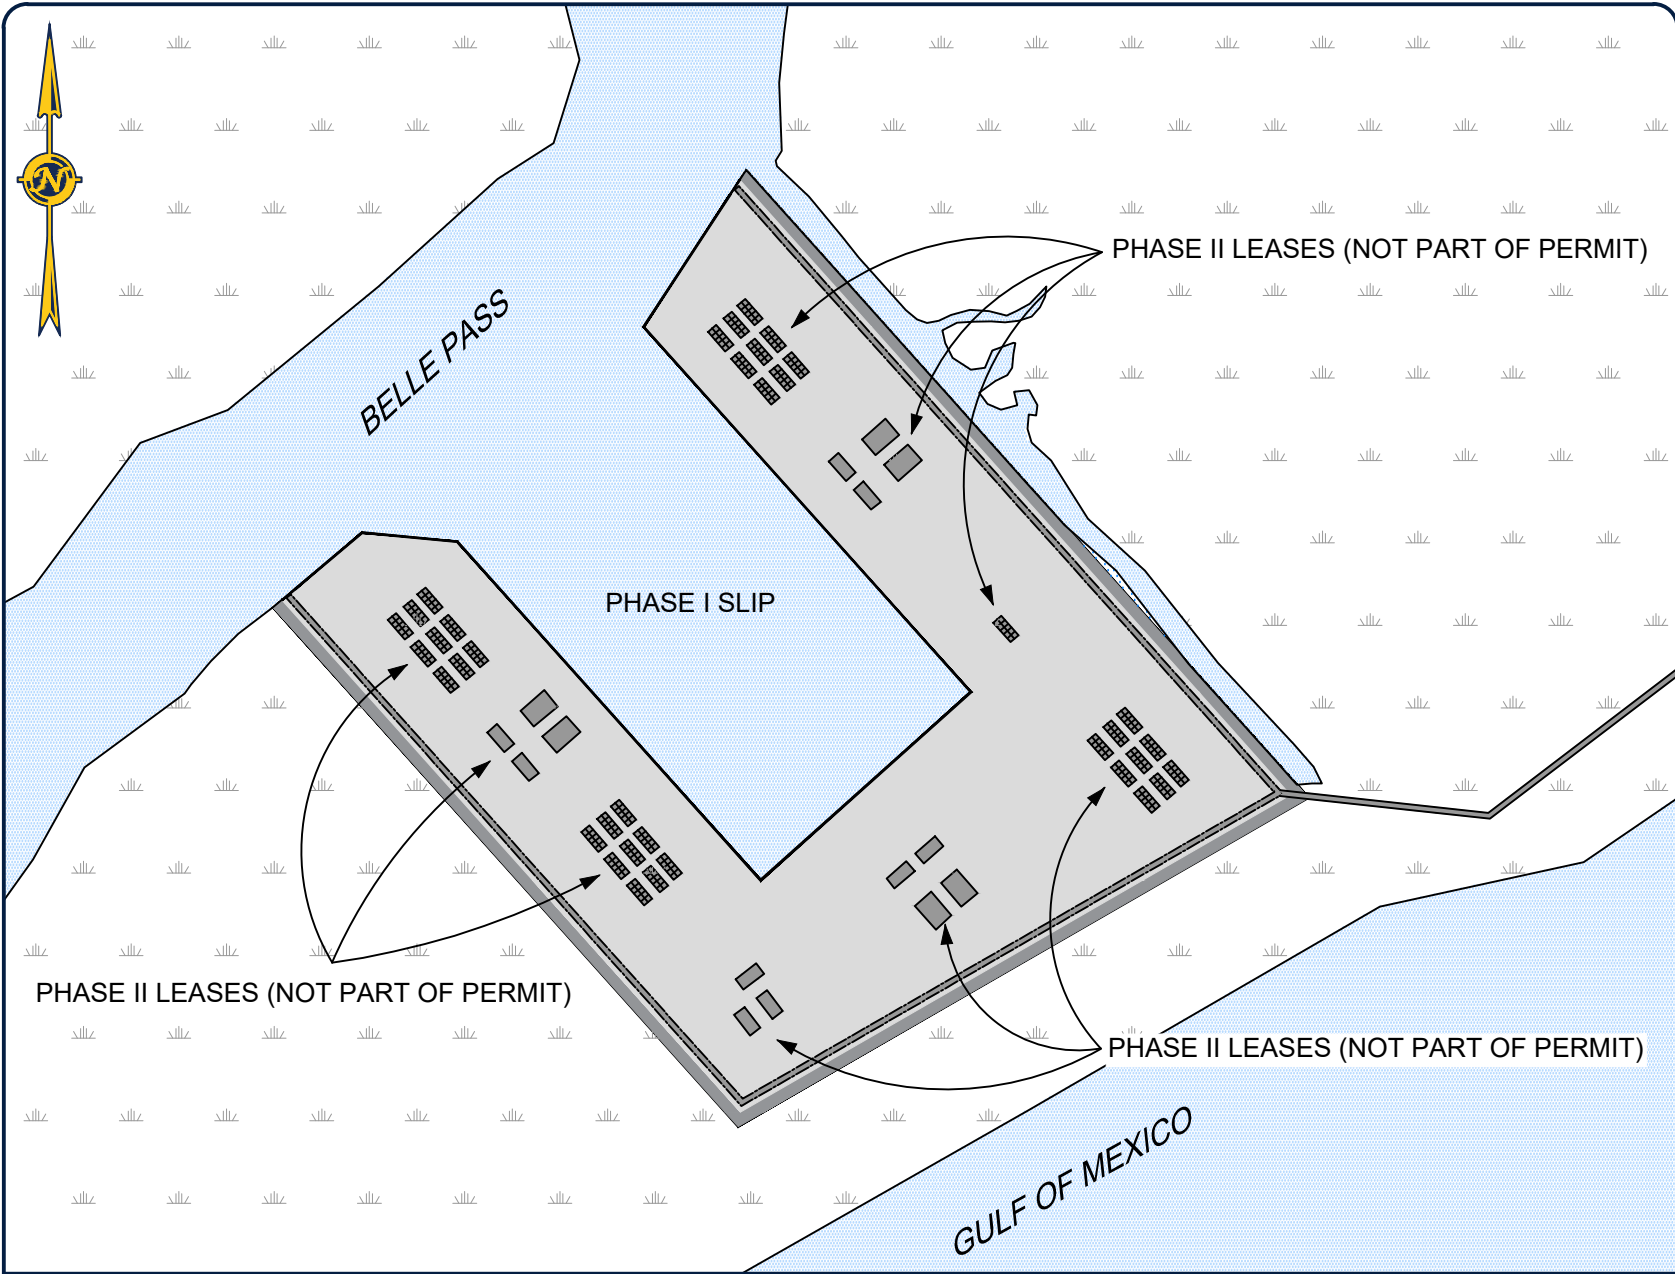 N
PHASE II LEASES (NOT PART OF PERMIT)
BELLE PASS
PHASE I SLIP
PHASE II LEASES (NOT PART OF PERMIT)
PHASE II LEASES (NOT PART OF PERMIT)
GULF OF MEXICO